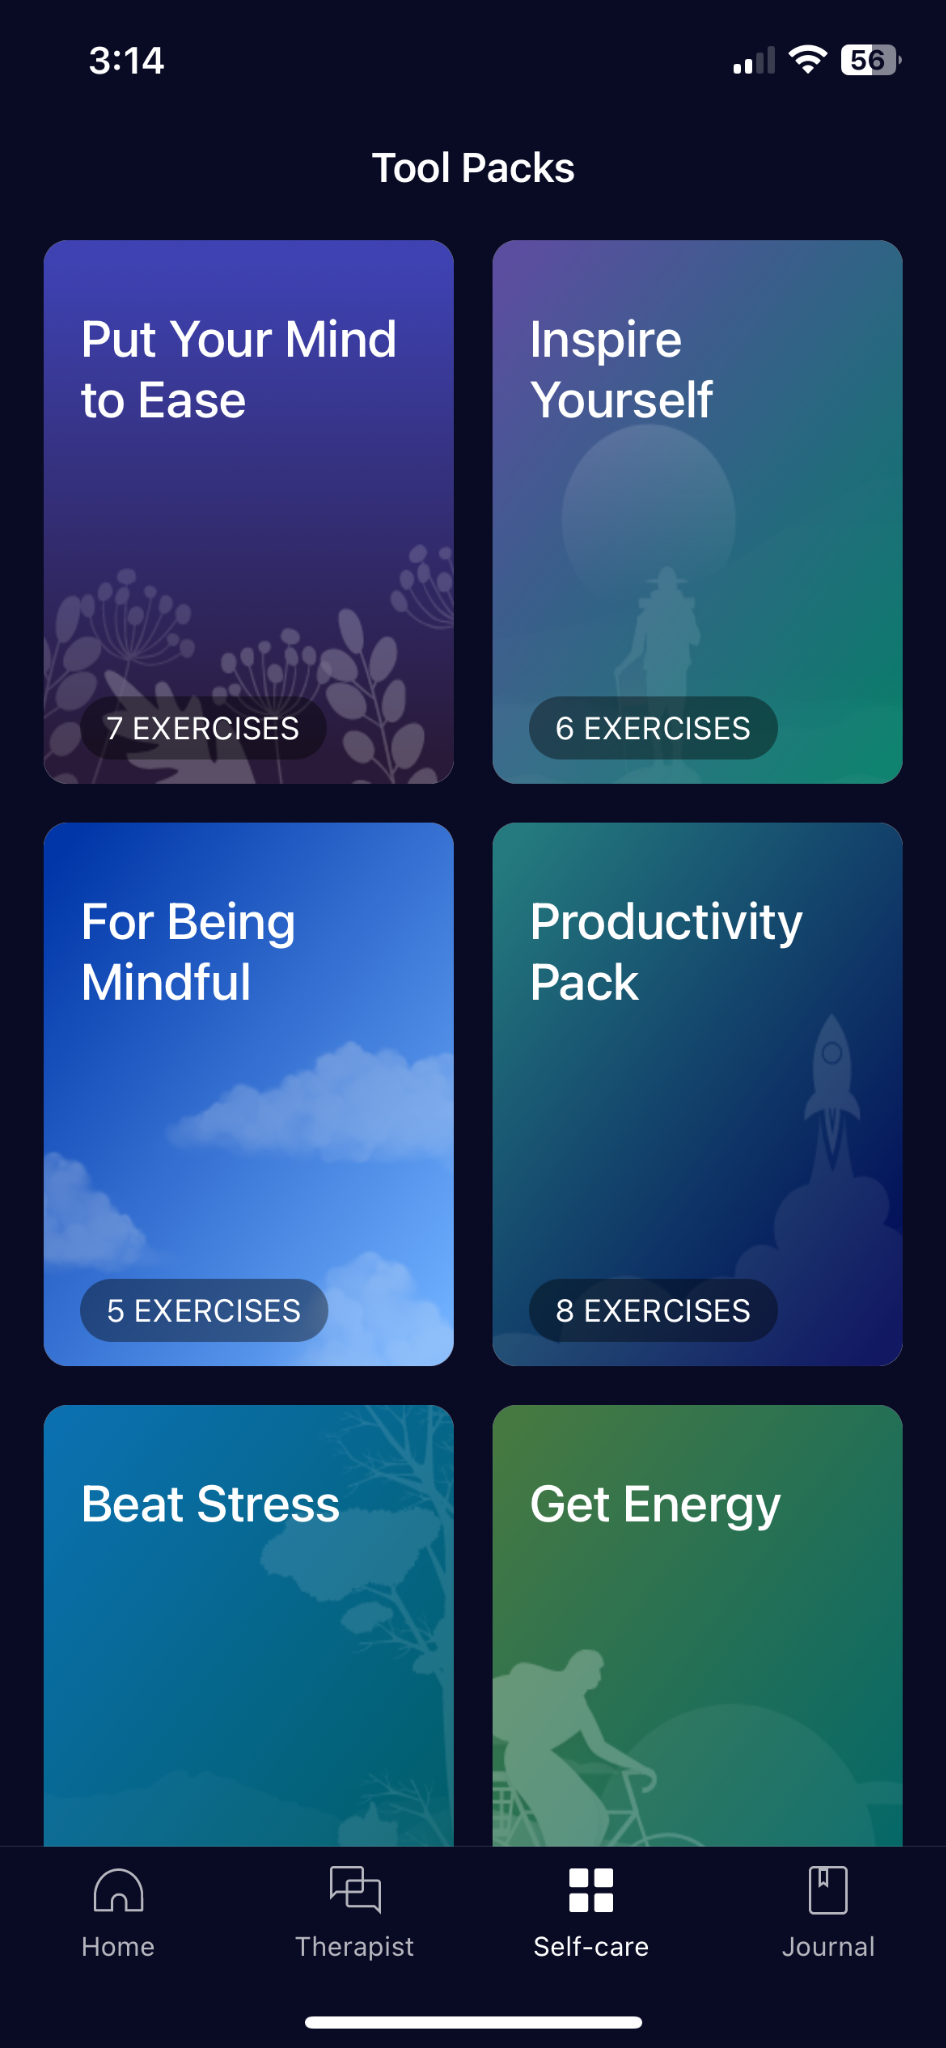 3:14
56
Tool Packs
Put Your Mind
to Ease
7 EXERCISES
Inspire
Yourself
6 EXERCISES
For Being
Mindful
5 EXERCISES
Productivity
Pack
8 EXERCISES
Beat Stress
Get Energy
Home
Therapist
Self-care
Journal